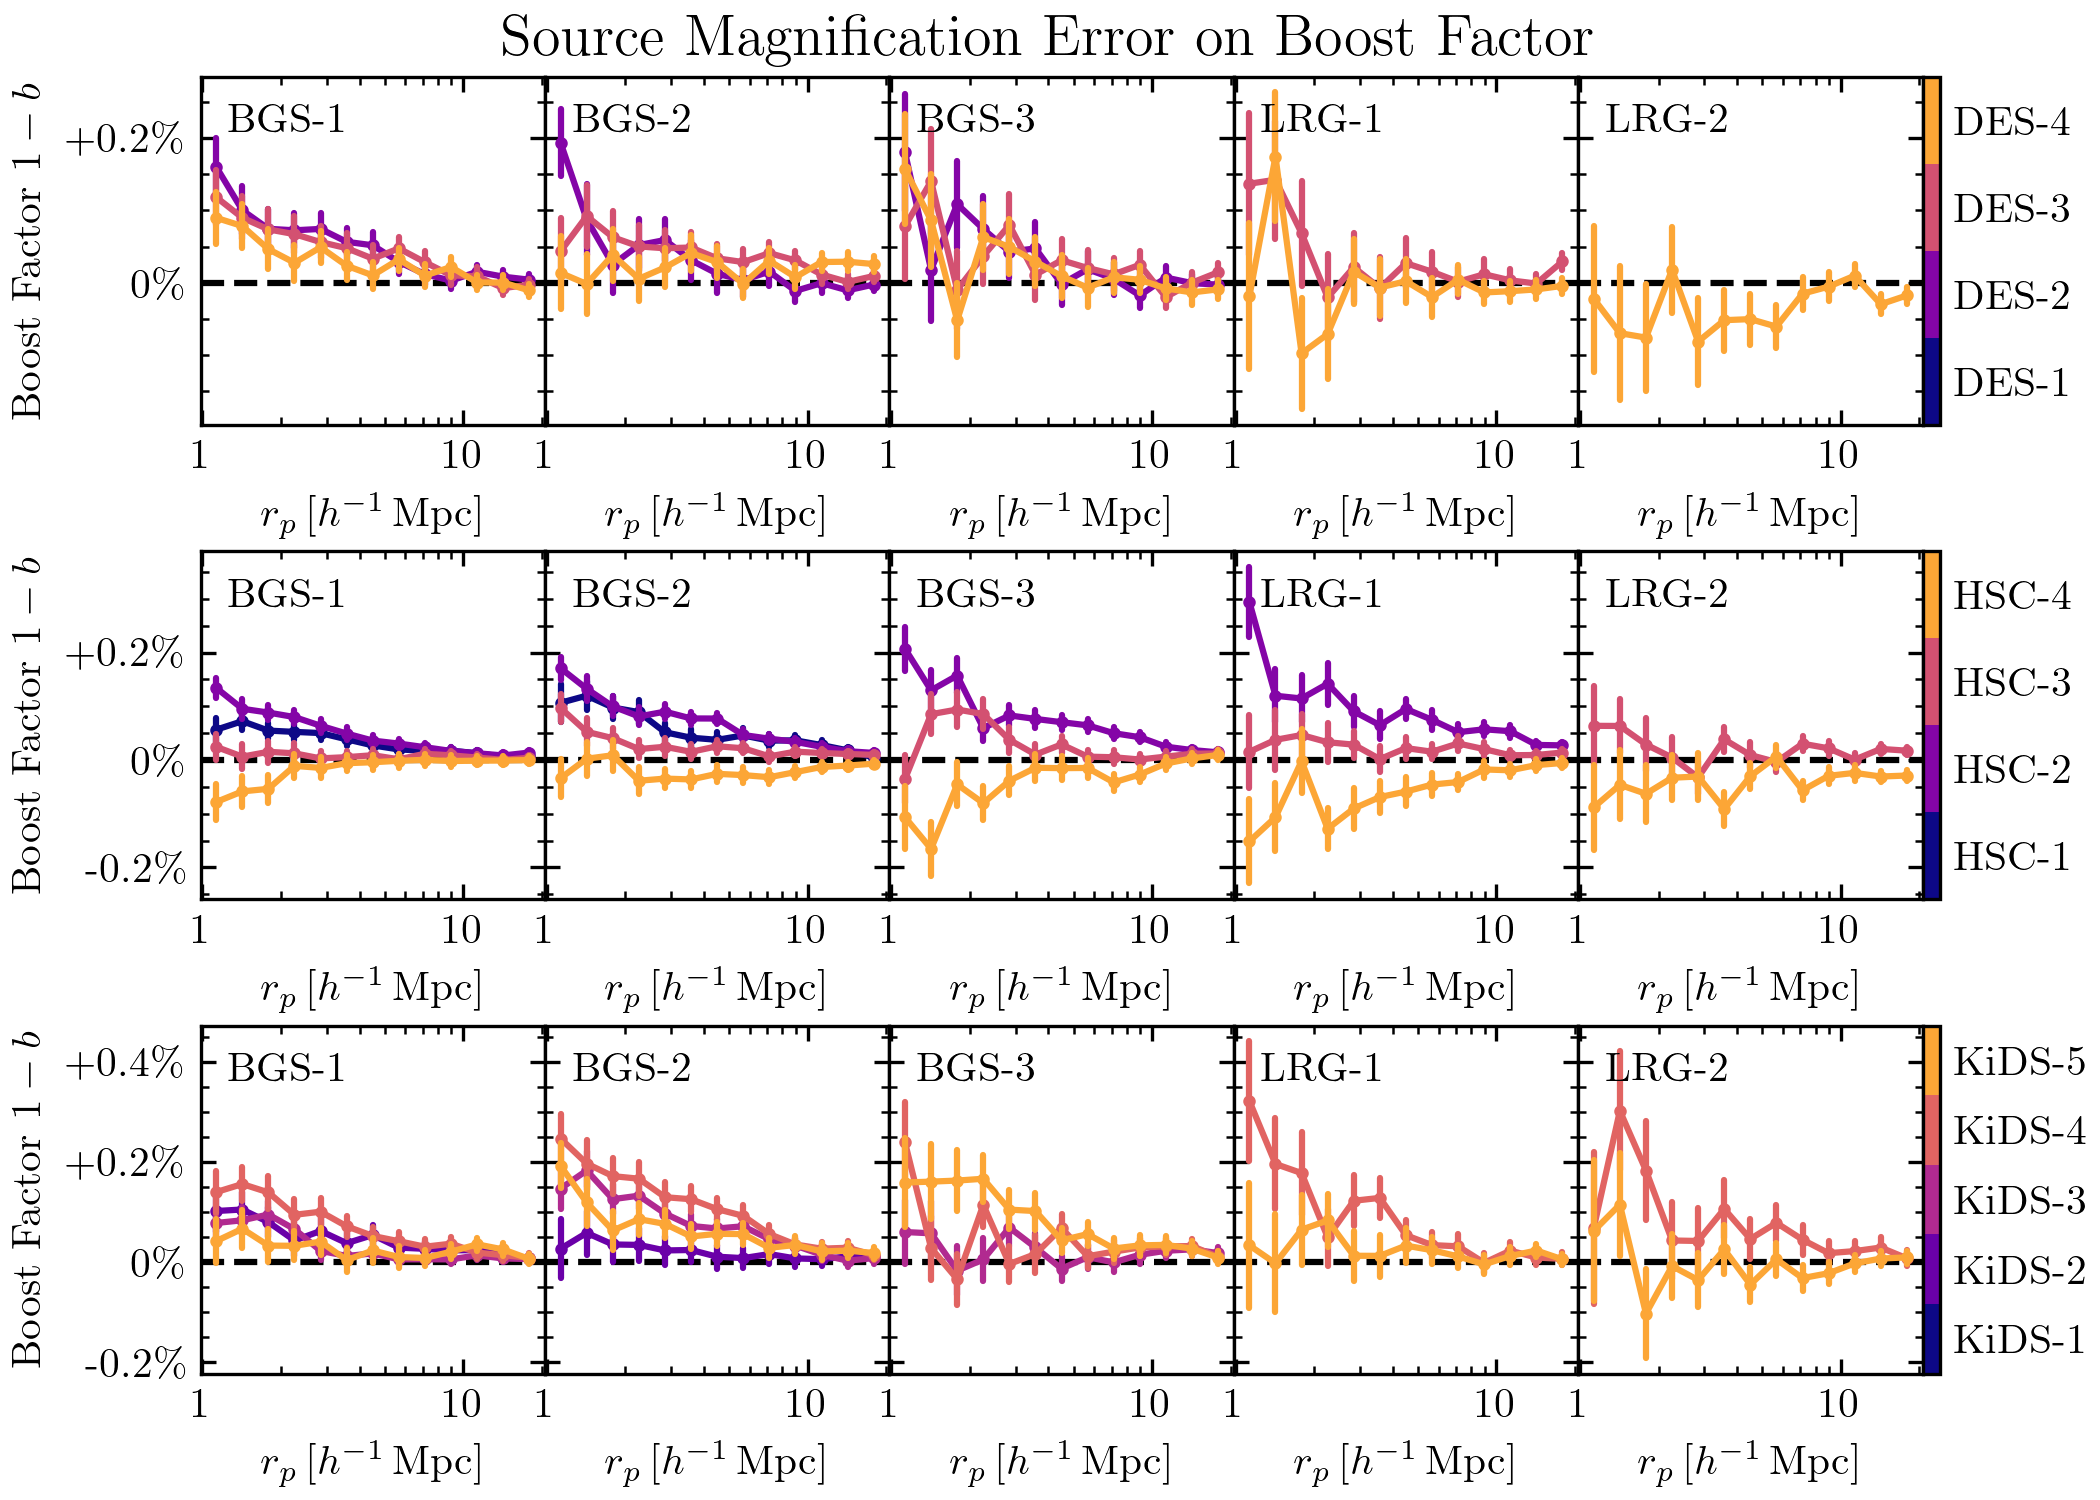 Source Magnification Error on Boost Factor
Boost Factor 1 − b
+0.2%
0%
BGS-1
BGS-2
BGS-3
LRG-1
LRG-2
DES-4
DES-3
DES-2
DES-1
1 10 1 10 1 10 1 10 1 10
r_p [h⁻¹ Mpc] r_p [h⁻¹ Mpc] r_p [h⁻¹ Mpc] r_p [h⁻¹ Mpc] r_p [h⁻¹ Mpc]
Boost Factor 1 − b
+0.2%
0%
-0.2%
BGS-1
BGS-2
BGS-3
LRG-1
LRG-2
HSC-4
HSC-3
HSC-2
HSC-1
1 10 1 10 1 10 1 10 1 10
r_p [h⁻¹ Mpc] r_p [h⁻¹ Mpc] r_p [h⁻¹ Mpc] r_p [h⁻¹ Mpc] r_p [h⁻¹ Mpc]
Boost Factor 1 − b
+0.4%
+0.2%
0%
-0.2%
BGS-1
BGS-2
BGS-3
LRG-1
LRG-2
KiDS-5
KiDS-4
KiDS-3
KiDS-2
KiDS-1
1 10 1 10 1 10 1 10 1 10
r_p [h⁻¹ Mpc] r_p [h⁻¹ Mpc] r_p [h⁻¹ Mpc] r_p [h⁻¹ Mpc] r_p [h⁻¹ Mpc]